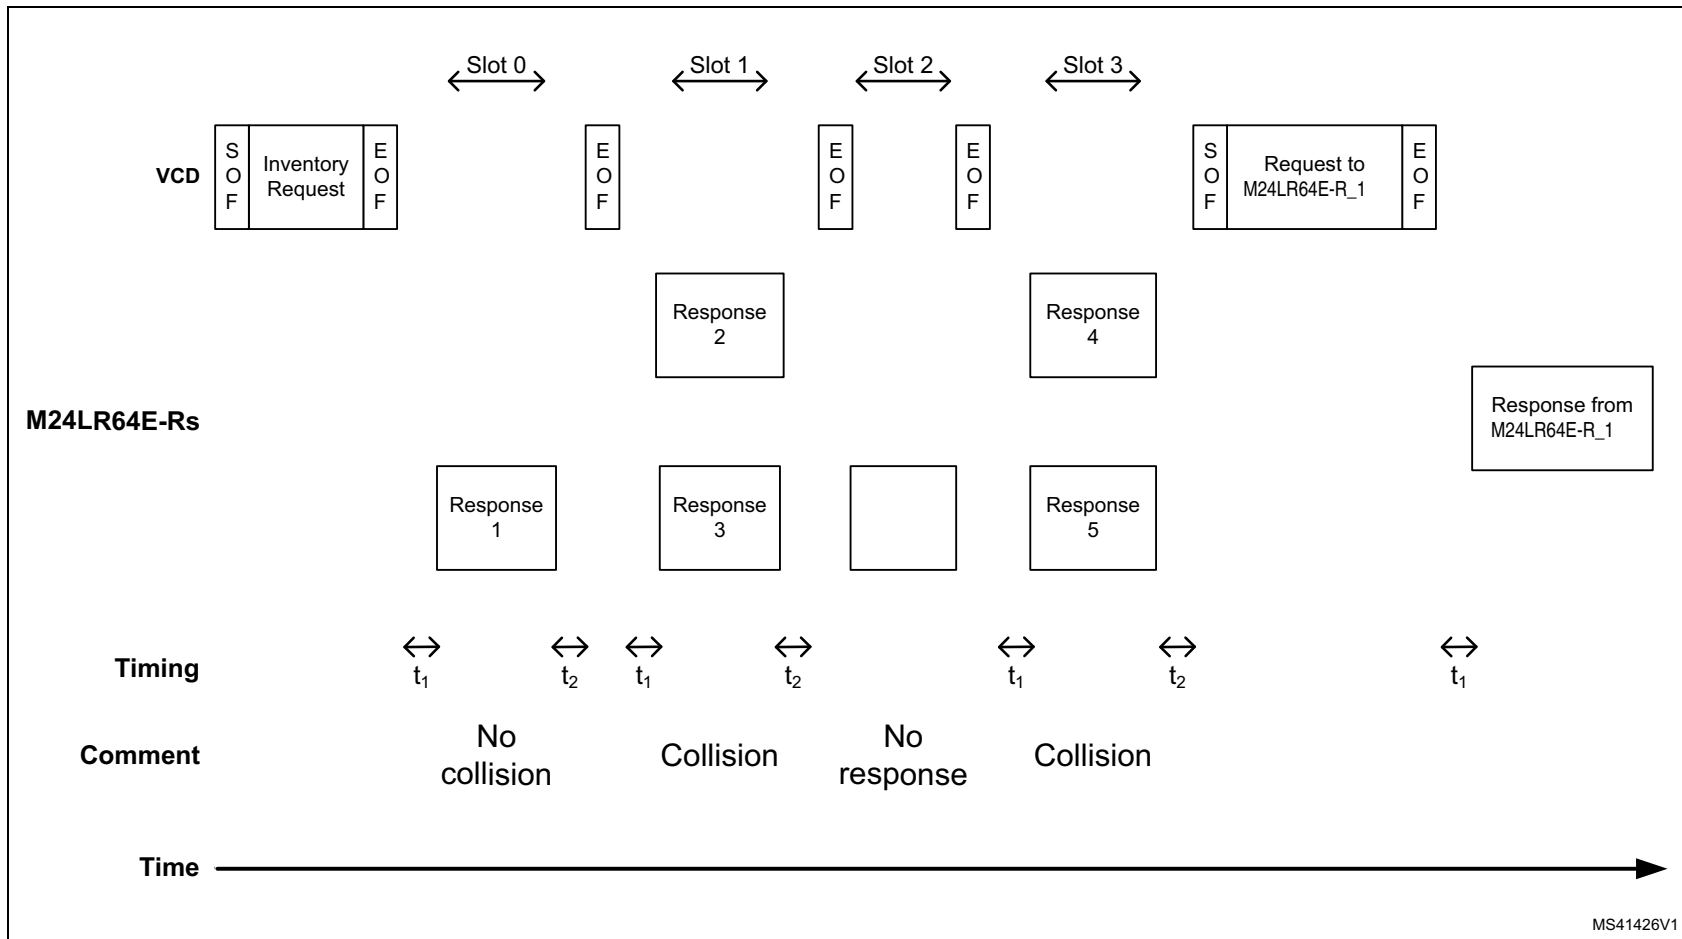 Slot 0
Slot 1
Slot 2
Slot 3
VCD
S
O
F
Inventory
Request
E
O
F
E
O
F
E
O
F
E
O
F
S
O
F
Request to
M24LR64E-R_1
E
O
F
Response
2
Response
4
M24LR64E-Rs
Response from
M24LR64E-R_1
Response
1
Response
3
Response
5
Timing
t1
t2
t1
t2
t1
t2
t1
Comment
No
collision
Collision
No
response
Collision
Time
MS41426V1